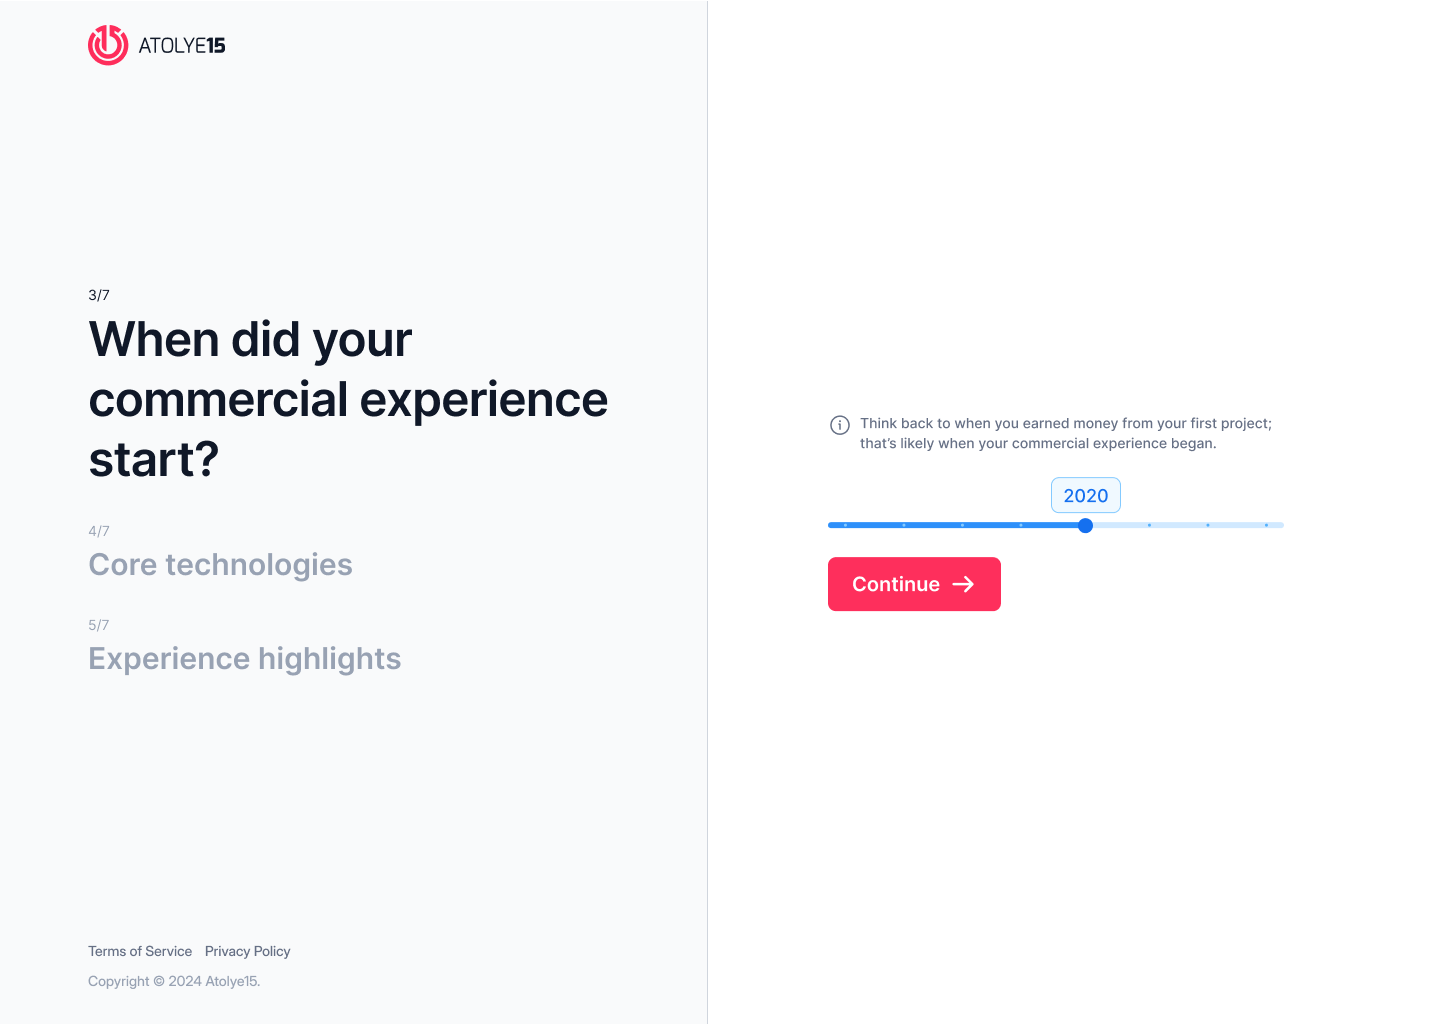 ATOLYE15
3/7
When did your
commercial experience
start?
4/7
Core technologies
5/7
Experience highlights
Terms of Service Privacy Policy
Copyright © 2024 Atolye15.
Think back to when you earned money from your first project;
that’s likely when your commercial experience began.
2020
Continue